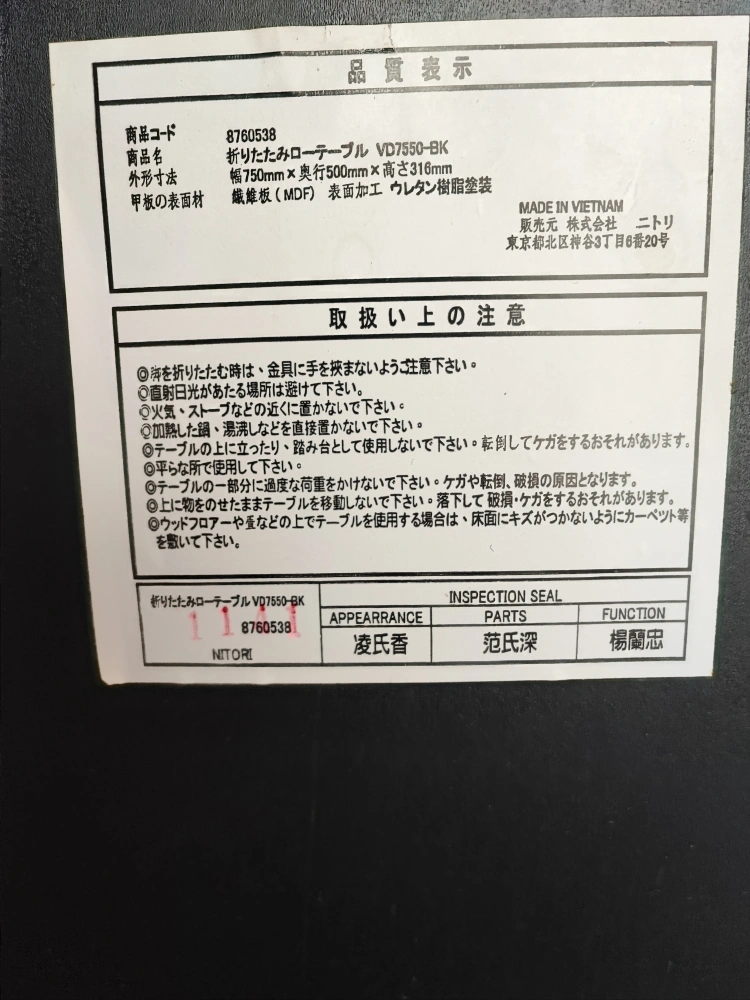 品質表示
商品コード 8760538
商品名 折りたたみローテーブル VD7550-BK
外形寸法 幅750mm×奥行500mm×高さ316mm
甲板の表面材 繊維板(MDF) 表面加工 ウレタン樹脂塗装
MADE IN VIETNAM
販売元 株式会社 ニトリ
東京都北区神谷3丁目6番20号
取扱い上の注意
◎脚を折りたたむ時は、金具に手を挟まないようご注意下さい。
◎直射日光があたる場所は避けて下さい。
◎火気、ストーブなどの近くに置かないで下さい。
◎加熱した鍋、湯沸しなどを直接置かないで下さい。
◎テーブルの上に立ったり、踏み台として使用しないで下さい。転倒してケガをするおそれがあります。
◎平らな所で使用して下さい。
◎テーブルの一部分に過度な荷重をかけないで下さい。ケガや転倒、破損の原因となります。
◎上に物をのせたままテーブルを移動しないで下さい。落下して破損・ケガをするおそれがあります。
◎ウッドフロアーや畳などの上でテーブルを使用する場合は、床面にキズがつかないようにカーペット等
を敷いて下さい。
折りたたみローテーブル VD7550-BK
8760538
NITORI
INSPECTION SEAL
APPEARRANCE PARTS FUNCTION
凌氏香 范氏深 楊蘭忠